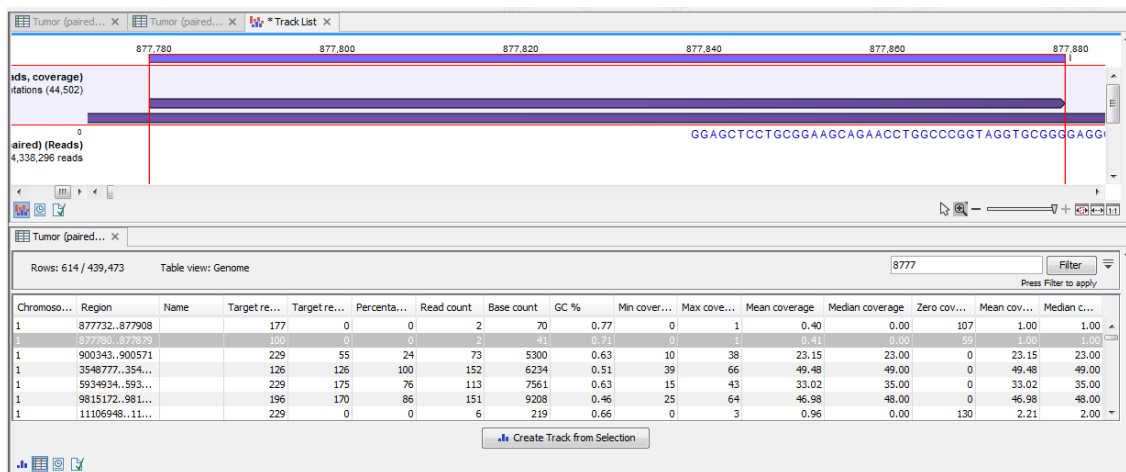 Tumor (paired... Tumor (paired... * Track List
877,780 877,800 877,820 877,840 877,860 877,880
ads, coverage)
tations (44,502)
0
GGAGCTCCTGCGGAAGCAGAACCTGGCCCGGTAGGTGCGGGGAGG
aired) (Reads)
4,338,296 reads
1:1
Tumor (paired...
Rows: 614 / 439,473 Table view: Genome 8777 Filter
Press Filter to apply
Chromoso... Region Name Target re... Target re... Percenta... Read count Base count GC % Min cover... Max cove... Mean coverage Median coverage Zero cov... Mean cov... Median c...
1 877732..877908 177 0 0 2 70 0.77 0 1 0.40 0.00 107 1.00 1.00
1 877780..877879 100 0 0 2 41 0.71 0 1 0.41 0.00 59 1.00 1.00
1 900343..900571 229 55 24 73 5300 0.63 10 38 23.15 23.00 0 23.15 23.00
1 3548777..354... 126 126 100 152 6234 0.51 39 66 49.48 49.00 0 49.48 49.00
1 5934934..593... 229 175 76 113 7561 0.63 15 43 33.02 35.00 0 33.02 35.00
1 9815172..981... 196 170 86 151 9208 0.46 25 64 46.98 48.00 0 46.98 48.00
1 11106948..11... 229 0 0 6 219 0.66 0 3 0.96 0.00 130 2.21 2.00
Create Track from Selection